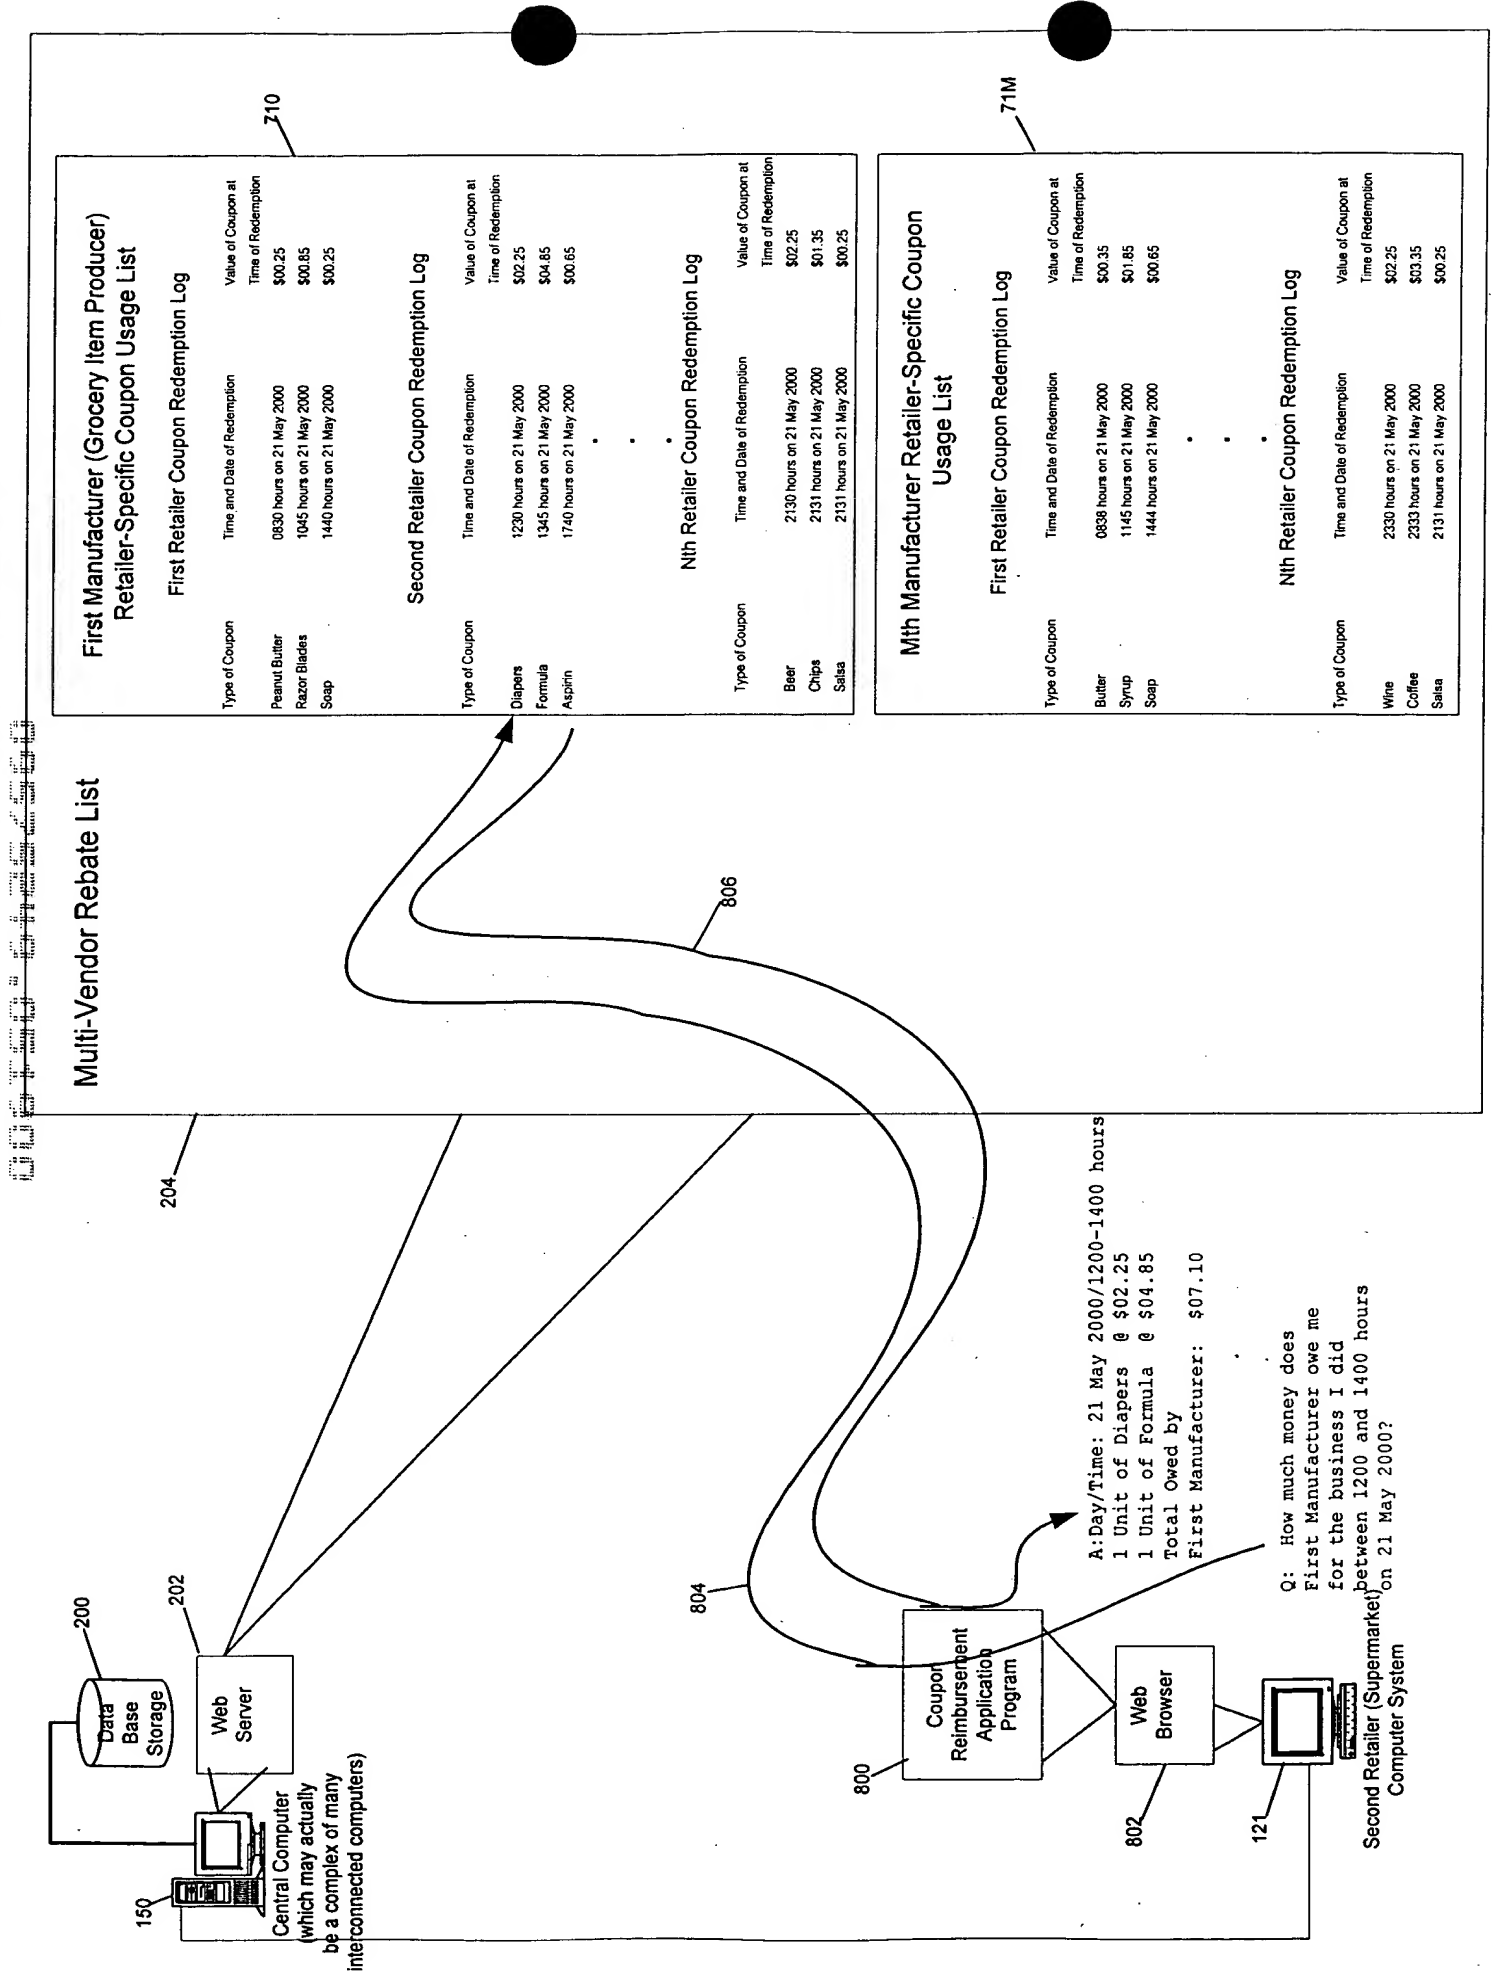 200
Data
Base
Storage
202
Web
Server
150
Central Computer
(which may actually
be a complex of many
interconnected computers)
204
Multi-Vendor Rebate List
710
First Manufacturer (Grocery Item Producer)
Retailer-Specific Coupon Usage List
First Retailer Coupon Redemption Log
Type of Coupon Time and Date of Redemption Value of Coupon at
Time of Redemption
Peanut Butter 0830 hours on 21 May 2000 $00.25
Razor Blades 1045 hours on 21 May 2000 $00.85
Soap 1440 hours on 21 May 2000 $00.25
Second Retailer Coupon Redemption Log
Type of Coupon Time and Date of Redemption Value of Coupon at
Time of Redemption
Diapers 1230 hours on 21 May 2000 $02.25
Formula 1345 hours on 21 May 2000 $04.85
Aspirin 1740 hours on 21 May 2000 $00.65
Nth Retailer Coupon Redemption Log
Type of Coupon Time and Date of Redemption Value of Coupon at
Time of Redemption
Beer 2130 hours on 21 May 2000 $02.25
Chips 2131 hours on 21 May 2000 $01.35
Salsa 2131 hours on 21 May 2000 $00.25
71M
Mth Manufacturer Retailer-Specific Coupon
Usage List
First Retailer Coupon Redemption Log
Type of Coupon Time and Date of Redemption Value of Coupon at
Time of Redemption
Butter 0838 hours on 21 May 2000 $00.35
Syrup 1145 hours on 21 May 2000 $01.85
Soap 1444 hours on 21 May 2000 $00.65
Nth Retailer Coupon Redemption Log
Type of Coupon Time and Date of Redemption Value of Coupon at
Time of Redemption
Wine 2330 hours on 21 May 2000 $02.25
Coffee 2333 hours on 21 May 2000 $03.35
Salsa 2131 hours on 21 May 2000 $00.25
806
804
800
Coupon
Reimbursement
Application
Program
802
Web
Browser
121
Second Retailer (Supermarket)
Computer System
A:Day/Time: 21 May 2000/1200-1400 hours
1 Unit of Diapers @ $02.25
1 Unit of Formula @ $04.85
Total Owed by
First Manufacturer: $07.10
Q: How much money does
First Manufacturer owe me
for the business I did
between 1200 and 1400 hours
on 21 May 2000?